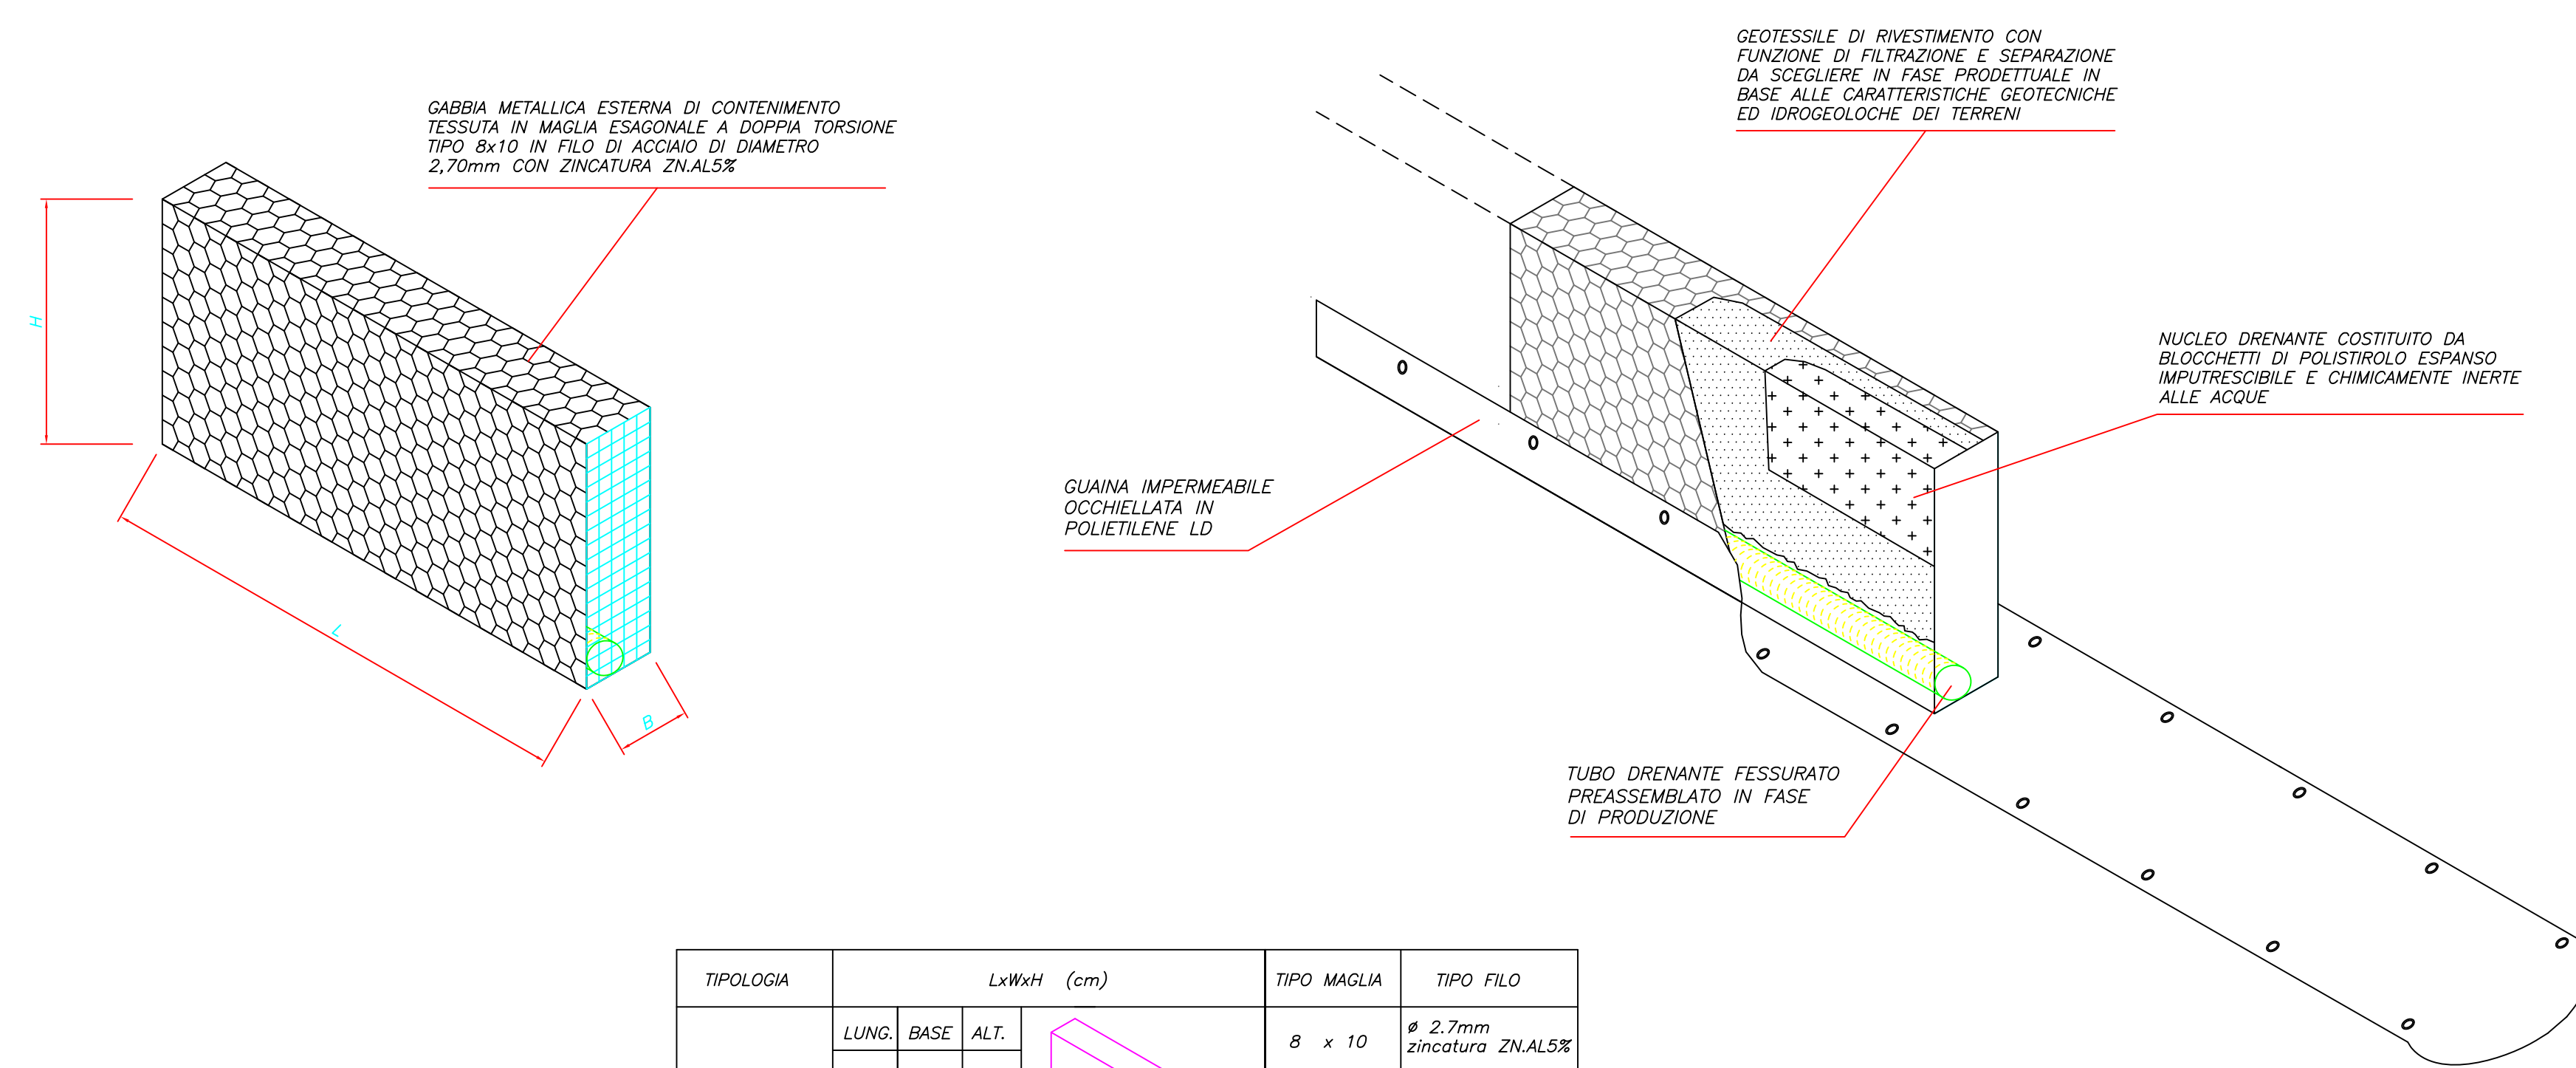 GABBIA METALLICA ESTERNA DI CONTENIMENTO
TESSUTA IN MAGLIA ESAGONALE A DOPPIA TORSIONE
TIPO 8x10 IN FILO DI ACCIAIO DI DIAMETRO
2,70mm CON ZINCATURA ZN.AL5%
H
L
B
GEOTESSILE DI RIVESTIMENTO CON
FUNZIONE DI FILTRAZIONE E SEPARAZIONE
DA SCEGLIERE IN FASE PRODETTUALE IN
BASE ALLE CARATTERISTICHE GEOTECNICHE
ED IDROGEOLOCHE DEI TERRENI
NUCLEO DRENANTE COSTITUITO DA
BLOCCHETTI DI POLISTIROLO ESPANSO
IMPUTRESCIBILE E CHIMICAMENTE INERTE
ALLE ACQUE
GUAINA IMPERMEABILE
OCCHIELLATA IN
POLIETILENE LD
TUBO DRENANTE FESSURATO
PREASSEMBLATO IN FASE
DI PRODUZIONE
TIPOLOGIA LxWxH (cm) TIPO MAGLIA TIPO FILO
LUNG. BASE ALT.
8 x 10
ø 2.7mm
zincatura ZN.AL5%